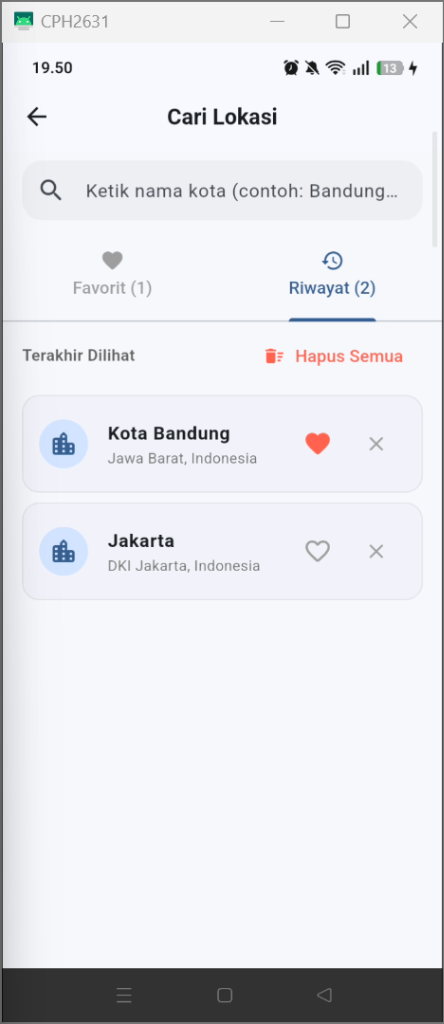 CPH2631
19.50
13
Cari Lokasi
Ketik nama kota (contoh: Bandung...
Favorit (1)
Riwayat (2)
Terakhir Dilihat
Hapus Semua
Kota Bandung
Jawa Barat, Indonesia
Jakarta
DKI Jakarta, Indonesia